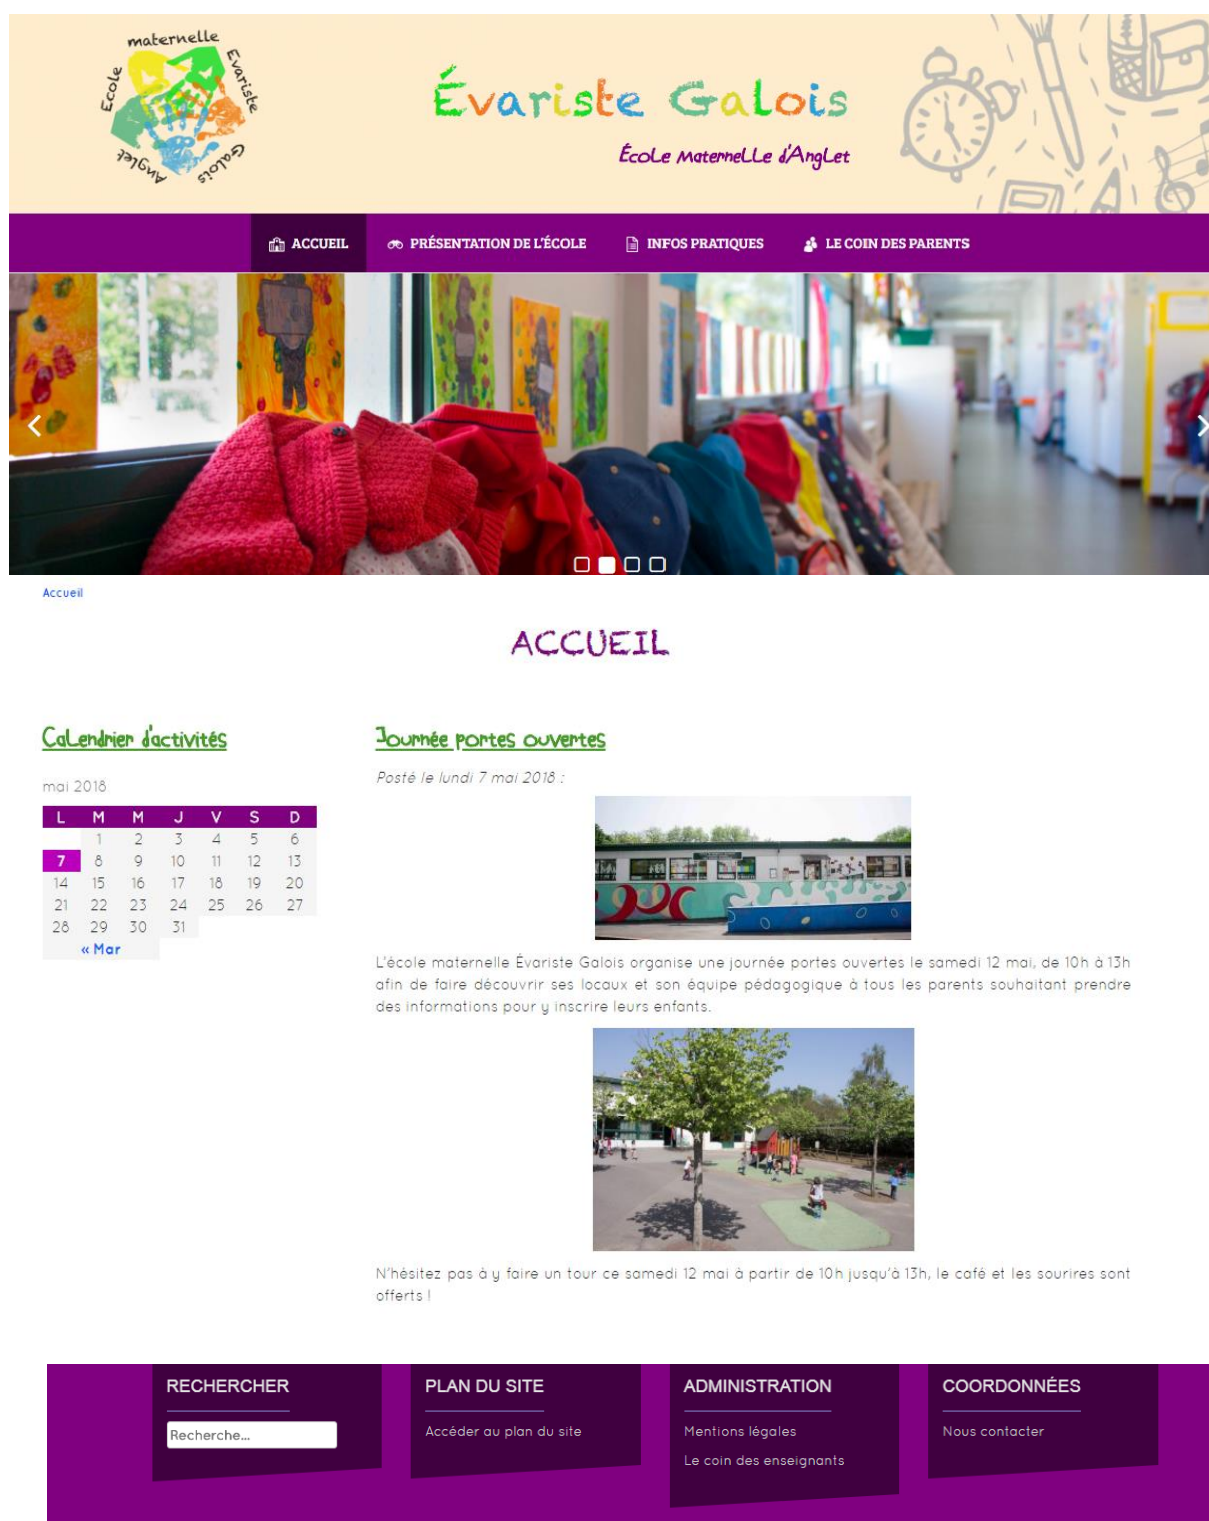 Ecole maternelle Evariste Galois Anglet
Évariste Galois
École Maternelle d'Anglet
ACCUEIL
PRÉSENTATION DE L'ÉCOLE
INFOS PRATIQUES
LE COIN DES PARENTS
Accueil
ACCUEIL
Calendrier d'activités
mai 2018
L M M J V S D
1 2 3 4 5 6
7 8 9 10 11 12 13
14 15 16 17 18 19 20
21 22 23 24 25 26 27
28 29 30 31
« Mar
Journée portes ouvertes
Posté le lundi 7 mai 2018 :
L'école maternelle Évariste Galois organise une journée portes ouvertes le samedi 12 mai, de 10h à 13h
afin de faire découvrir ses locaux et son équipe pédagogique à tous les parents souhaitant prendre
des informations pour y inscrire leurs enfants.
N'hésitez pas à y faire un tour ce samedi 12 mai à partir de 10h jusqu'à 13h, le café et les sourires sont
offerts !
RECHERCHER
Recherche...
PLAN DU SITE
Accéder au plan du site
ADMINISTRATION
Mentions légales
Le coin des enseignants
COORDONNÉES
Nous contacter